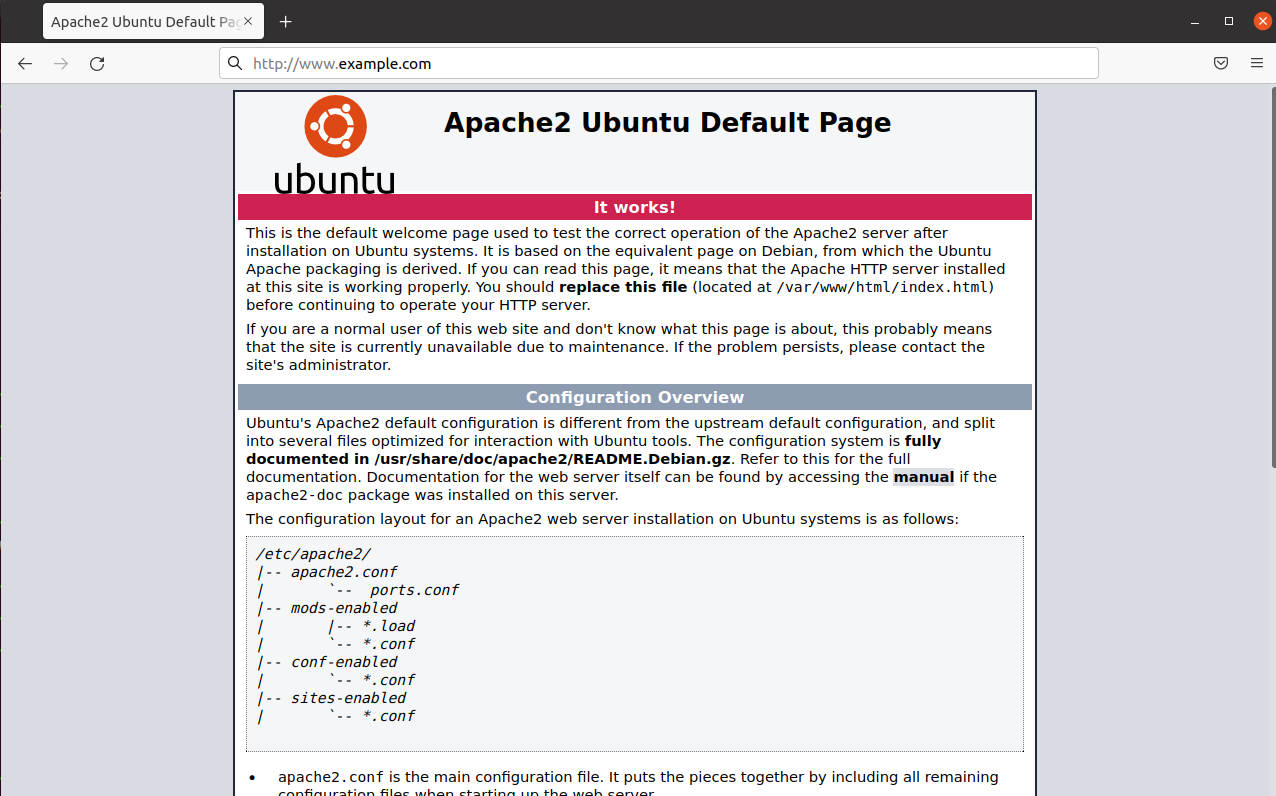 Apache2 Ubuntu Default Pag
http://www.example.com
ubuntu
Apache2 Ubuntu Default Page
It works!
This is the default welcome page used to test the correct operation of the Apache2 server after
installation on Ubuntu systems. It is based on the equivalent page on Debian, from which the Ubuntu
Apache packaging is derived. If you can read this page, it means that the Apache HTTP server installed
at this site is working properly. You should replace this file (located at /var/www/html/index.html)
before continuing to operate your HTTP server.
If you are a normal user of this web site and don't know what this page is about, this probably means
that the site is currently unavailable due to maintenance. If the problem persists, please contact the
site's administrator.
Configuration Overview
Ubuntu's Apache2 default configuration is different from the upstream default configuration, and split
into several files optimized for interaction with Ubuntu tools. The configuration system is fully
documented in /usr/share/doc/apache2/README.Debian.gz. Refer to this for the full
documentation. Documentation for the web server itself can be found by accessing the manual if the
apache2-doc package was installed on this server.
The configuration layout for an Apache2 web server installation on Ubuntu systems is as follows:
/etc/apache2/
|-- apache2.conf
|       `--  ports.conf
|-- mods-enabled
|       |-- *.load
|       `-- *.conf
|-- conf-enabled
|       `-- *.conf
|-- sites-enabled
|       `-- *.conf
• apache2.conf is the main configuration file. It puts the pieces together by including all remaining
configuration files when starting up the web server.